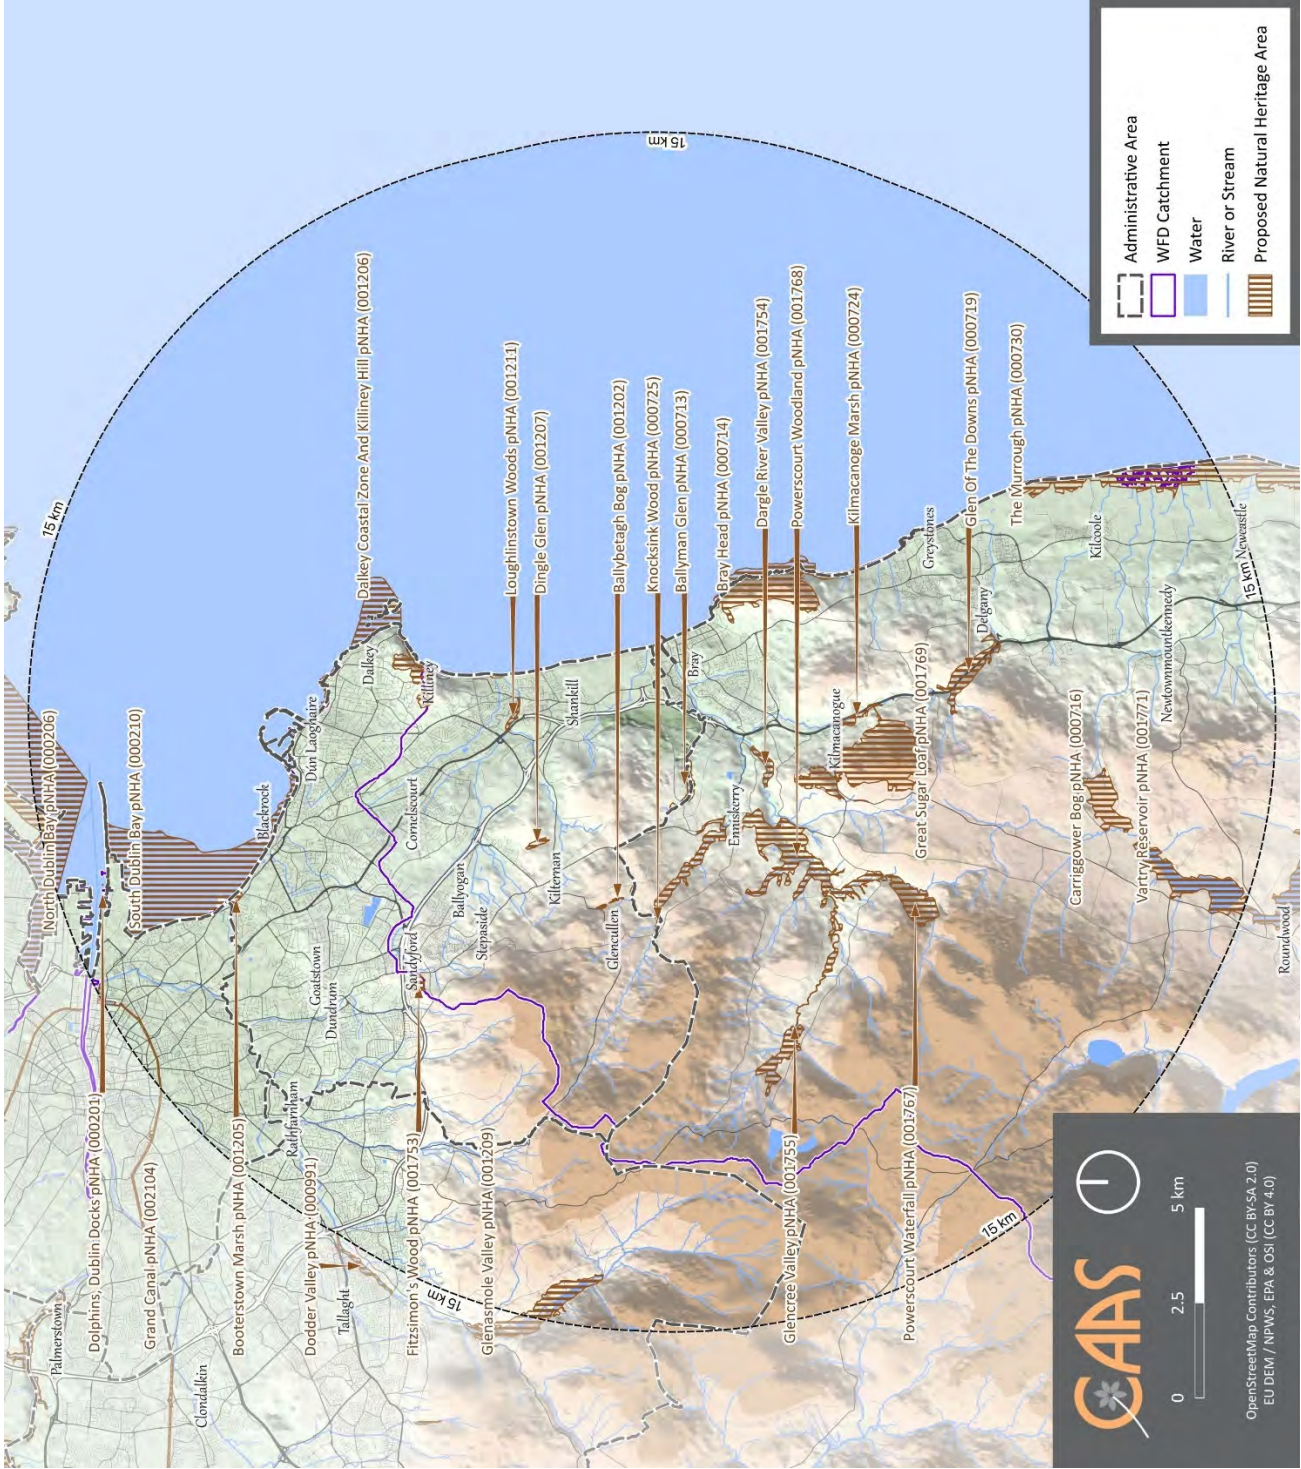 15 km
North Dublin Bay pNHA (000206)
South Dublin Bay pNHA (000210)
Dalkey Coastal Zone And Killiney Hill pNHA (001206)
Loughlinstown Woods pNHA (001211)
Dingle Glen pNHA (001207)
Ballybetagh Bog pNHA (001202)
Knocksink Wood pNHA (000725)
Ballyman Glen pNHA (000713)
Bray Head pNHA (000714)
Dargle River Valley pNHA (001754)
Powerscourt Woodland pNHA (001768)
Kilmacanoge Marsh pNHA (000724)
Glen Of The Downs pNHA (000719)
The Murrough pNHA (000730)
Great Sugar Loaf pNHA (001769)
Carriggower Bog pNHA (000716)
Vartry Reservoir pNHA (001771)
Dolphins, Dublin Docks pNHA (000201)
Grand Canal pNHA (002104)
Booterstown Marsh pNHA (001205)
Dodder Valley pNHA (000991)
Fitzsimon's Wood pNHA (001753)
Glenasmole Valley pNHA (001209)
Glencree Valley pNHA (001755)
Powerscourt Waterfall pNHA (001767)
15 km
15 km
15 km
15 km
Palmerstown
Clondalkin
Tallaght
Rathfarnham
Dundrum
Goatstown
Blackrock
Dún Laoghaire
Dalkey
Killiney
Cornelscourt
Sandyford
Ballyogan
Stepaside
Kilternan
Shankill
Glencullen
Bray
Enniskerry
Kilmacanogue
Greystones
Delgany
Kilcoole
Newtownmountkennedy
Newcastle
Roundwood
Administrative Area
WFD Catchment
Water
River or Stream
Proposed Natural Heritage Area
CAAS
0
2.5
5 km
OpenStreetMap Contributors (CC BY-SA 2.0)
EU DEM / NPWS, EPA & OSI (CC BY 4.0)